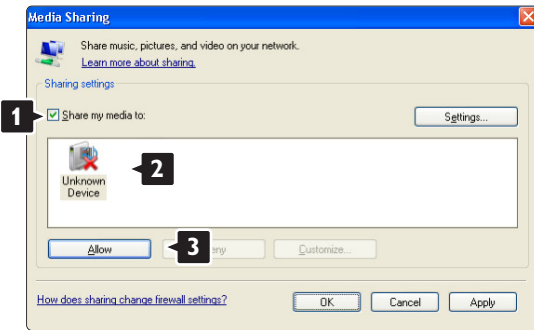 Media Sharing
Share music, pictures, and video on your network.
Learn more about sharing.
Sharing settings
1
Share my media to:
Settings...
2
Unknown
Device
Allow
3
Customize...
How does sharing change firewall settings?
OK
Cancel
Apply